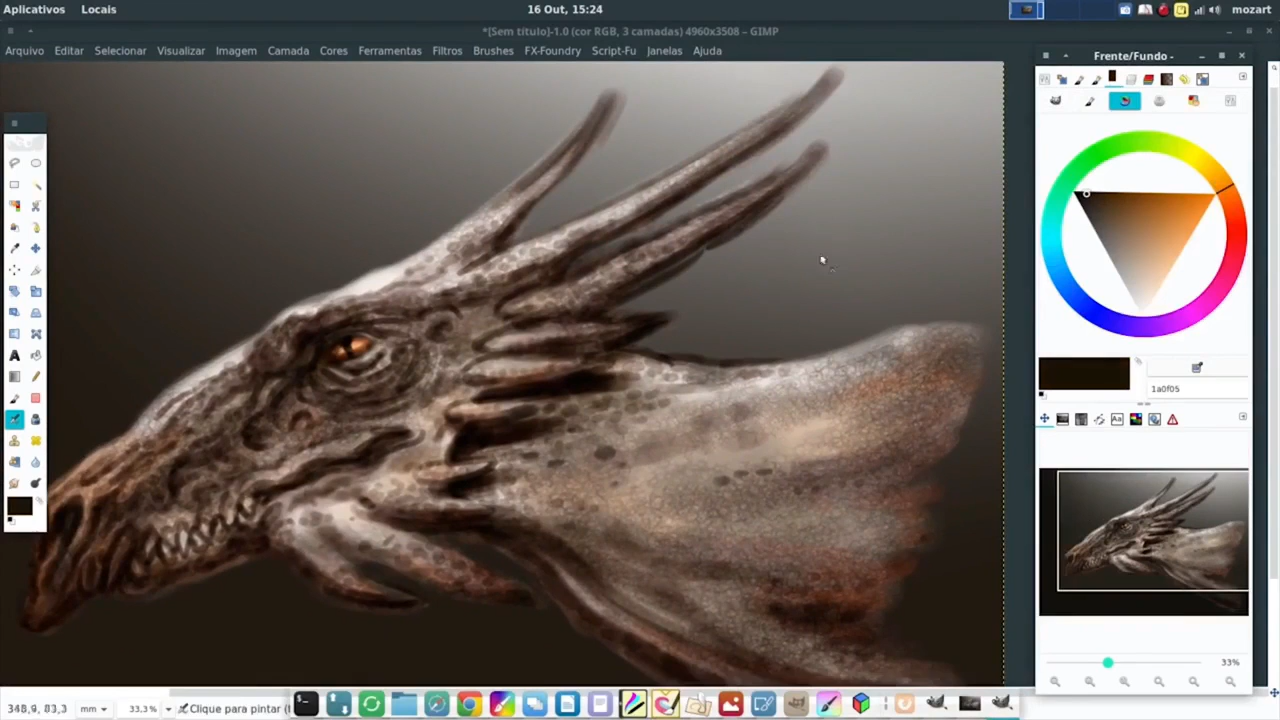 Aplicativos Locais 16 Out, 15:24 mozart
*[Sem título]-1.0 (cor RGB, 3 camadas) 4960x3508 – GIMP
Arquivo Editar Selecionar Visualizar Imagem Camada Cores Ferramentas Filtros Brushes FX-Foundry Script-Fu Janelas Ajuda
Frente/Fundo -
1a0f05
33%
348,9, 83,3 mm 33,3% Clique para pintar (